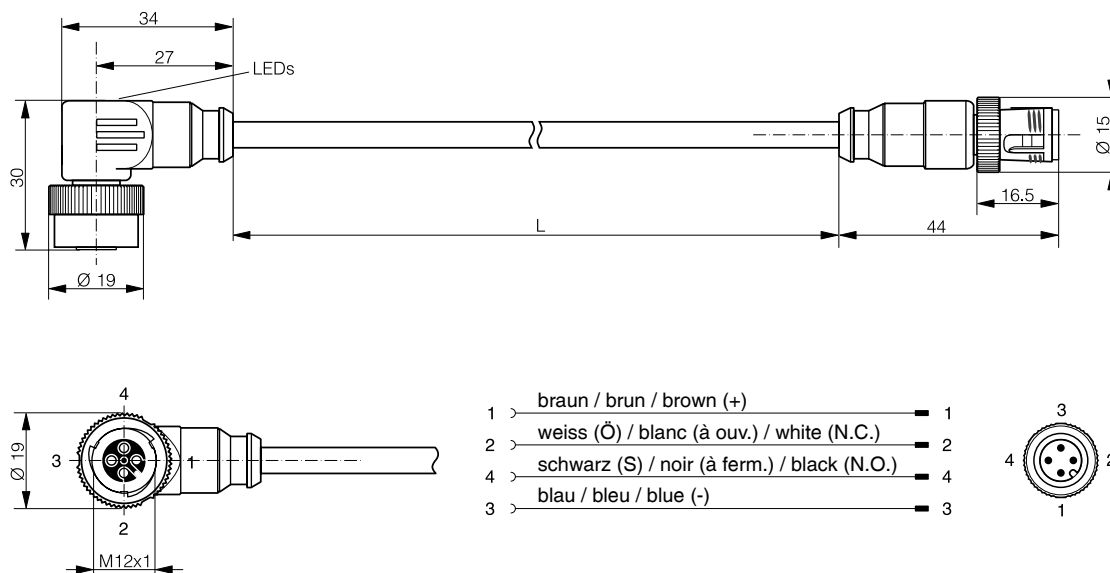 34
27
LEDs
30
Ø 19
L
44
16.5
Ø 15
4
3
1
2
Ø 19
M12x1
1 braun / brun / brown (+) 1
2 weiss (Ö) / blanc (à ouv.) / white (N.C.) 2
4 schwarz (S) / noir (à ferm.) / black (N.O.) 4
3 blau / bleu / blue (-) 3
3
4
2
1